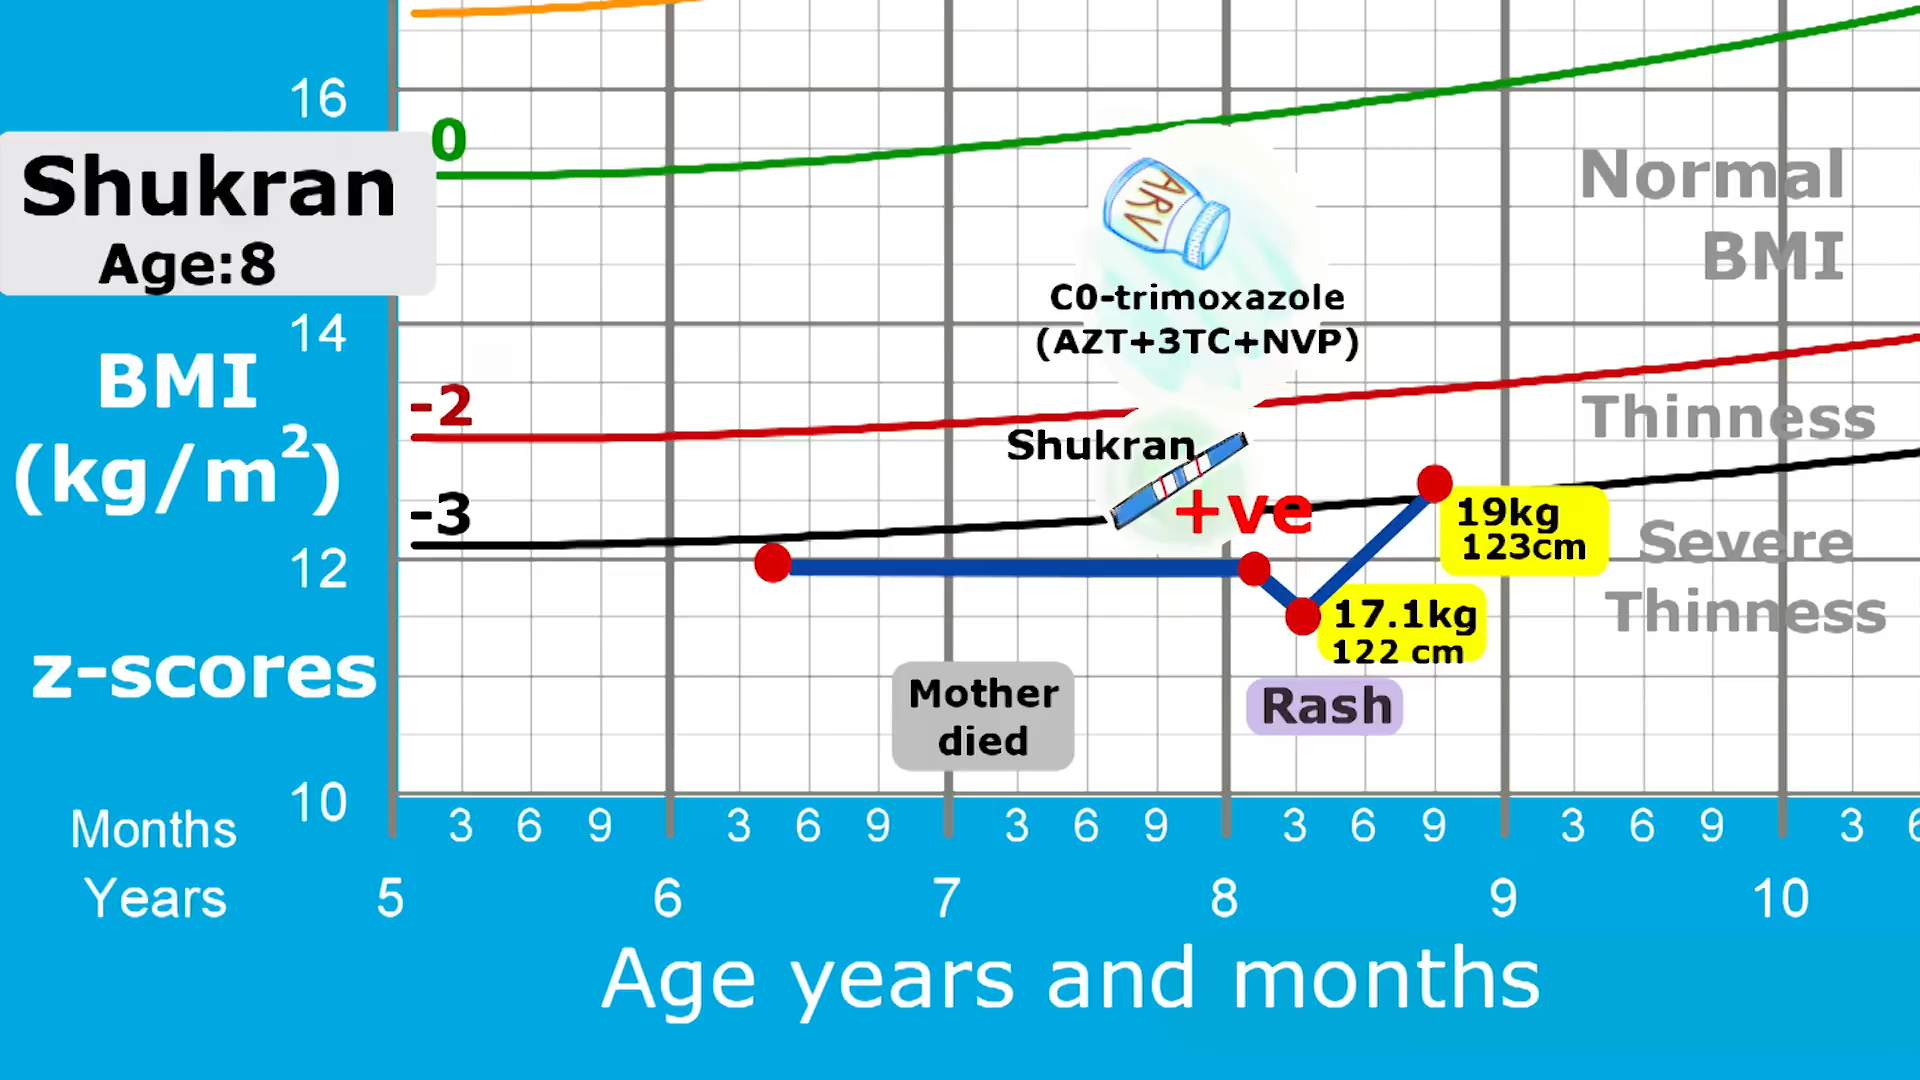 16
0
Shukran
Age:8
ARV
Normal
BMI
C0-trimoxazole
(AZT+3TC+NVP)
14
BMI
(kg/m²)
-2
Thinness
Shukran
+ve
-3
19kg
123cm
Severe
Thinness
12
17.1kg
122 cm
z-scores
Mother
died
Rash
10
Months 3 6 9 3 6 9 3 6 9 3 6 9 3 6 9 3 6
Years 5 6 7 8 9 10
Age years and months